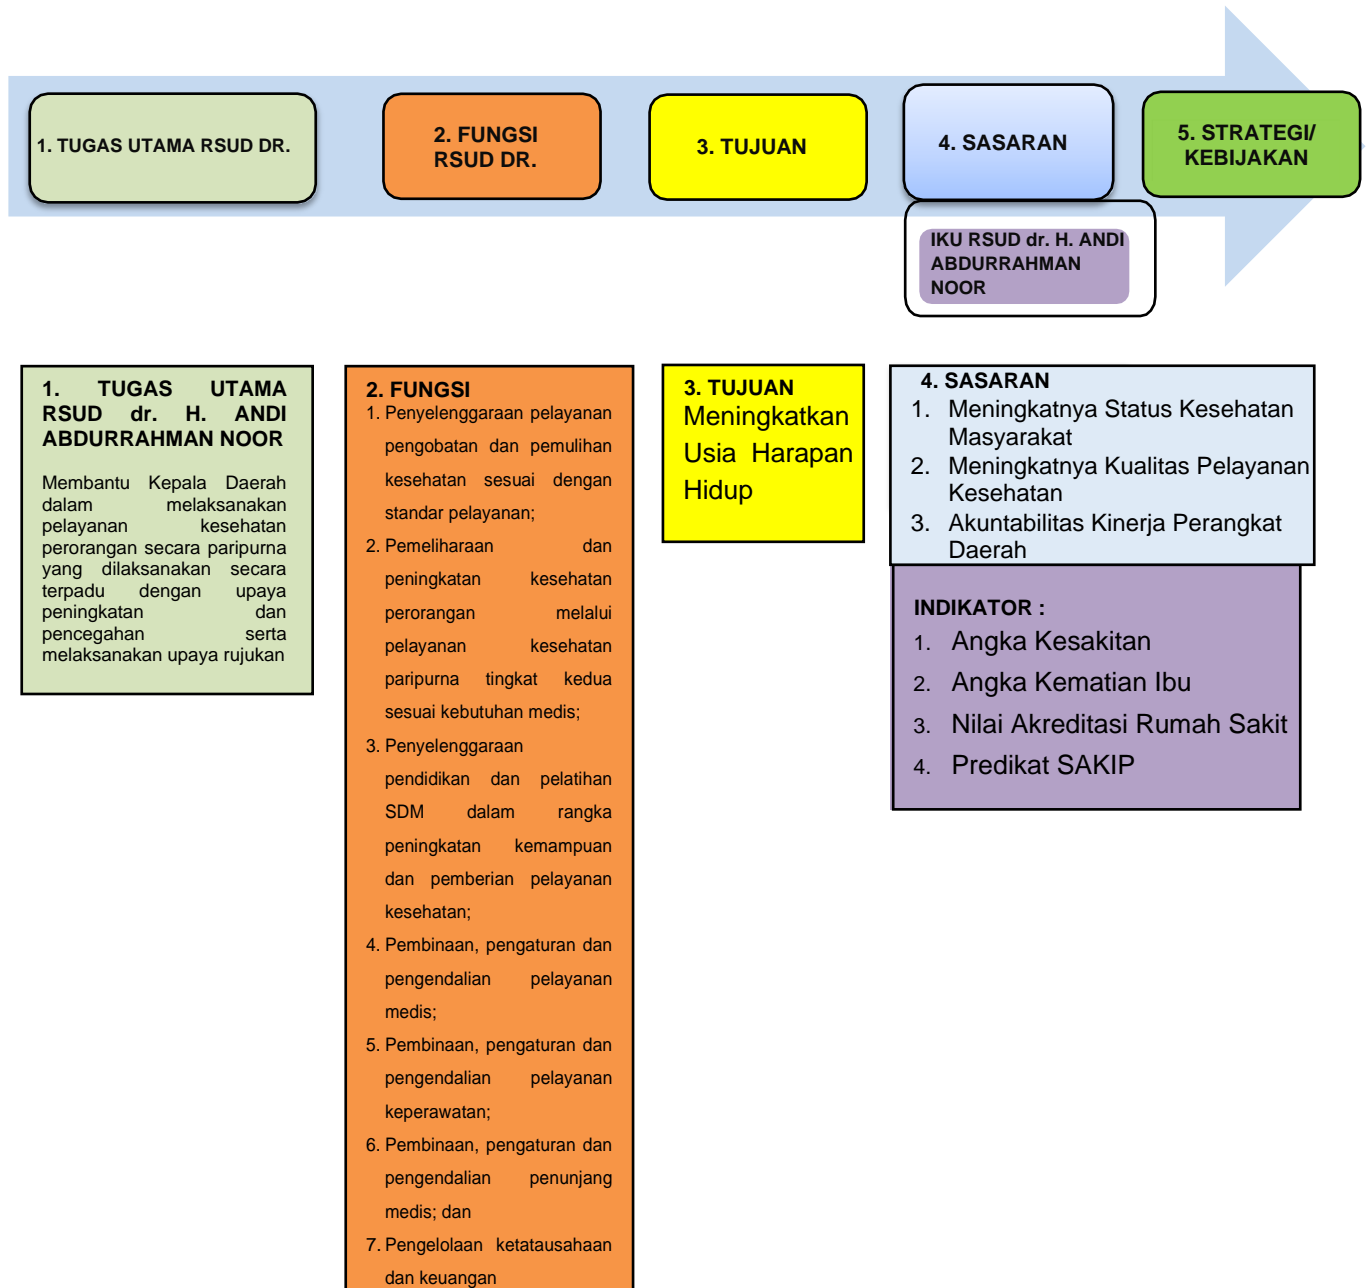 1. TUGAS UTAMA RSUD DR.
2. FUNGSI
RSUD DR.
3. TUJUAN
4. SASARAN
5. STRATEGI/
KEBIJAKAN
IKU RSUD dr. H. ANDI
ABDURRAHMAN
NOOR
1. TUGAS UTAMA
RSUD dr. H. ANDI
ABDURRAHMAN NOOR
Membantu Kepala Daerah
dalam melaksanakan
pelayanan kesehatan
perorangan secara paripurna
yang dilaksanakan secara
terpadu dengan upaya
peningkatan dan
pencegahan serta
melaksanakan upaya rujukan
2. FUNGSI
1. Penyelenggaraan pelayanan
pengobatan dan pemulihan
kesehatan sesuai dengan
standar pelayanan;
2. Pemeliharaan dan
peningkatan kesehatan
perorangan melalui
pelayanan kesehatan
paripurna tingkat kedua
sesuai kebutuhan medis;
3. Penyelenggaraan
pendidikan dan pelatihan
SDM dalam rangka
peningkatan kemampuan
dan pemberian pelayanan
kesehatan;
4. Pembinaan, pengaturan dan
pengendalian pelayanan
medis;
5. Pembinaan, pengaturan dan
pengendalian pelayanan
keperawatan;
6. Pembinaan, pengaturan dan
pengendalian penunjang
medis; dan
7. Pengelolaan ketatausahaan
dan keuangan
3. TUJUAN
Meningkatkan
Usia Harapan
Hidup
4. SASARAN
1. Meningkatnya Status Kesehatan
Masyarakat
2. Meningkatnya Kualitas Pelayanan
Kesehatan
3. Akuntabilitas Kinerja Perangkat
Daerah
INDIKATOR :
1. Angka Kesakitan
2. Angka Kematian Ibu
3. Nilai Akreditasi Rumah Sakit
4. Predikat SAKIP